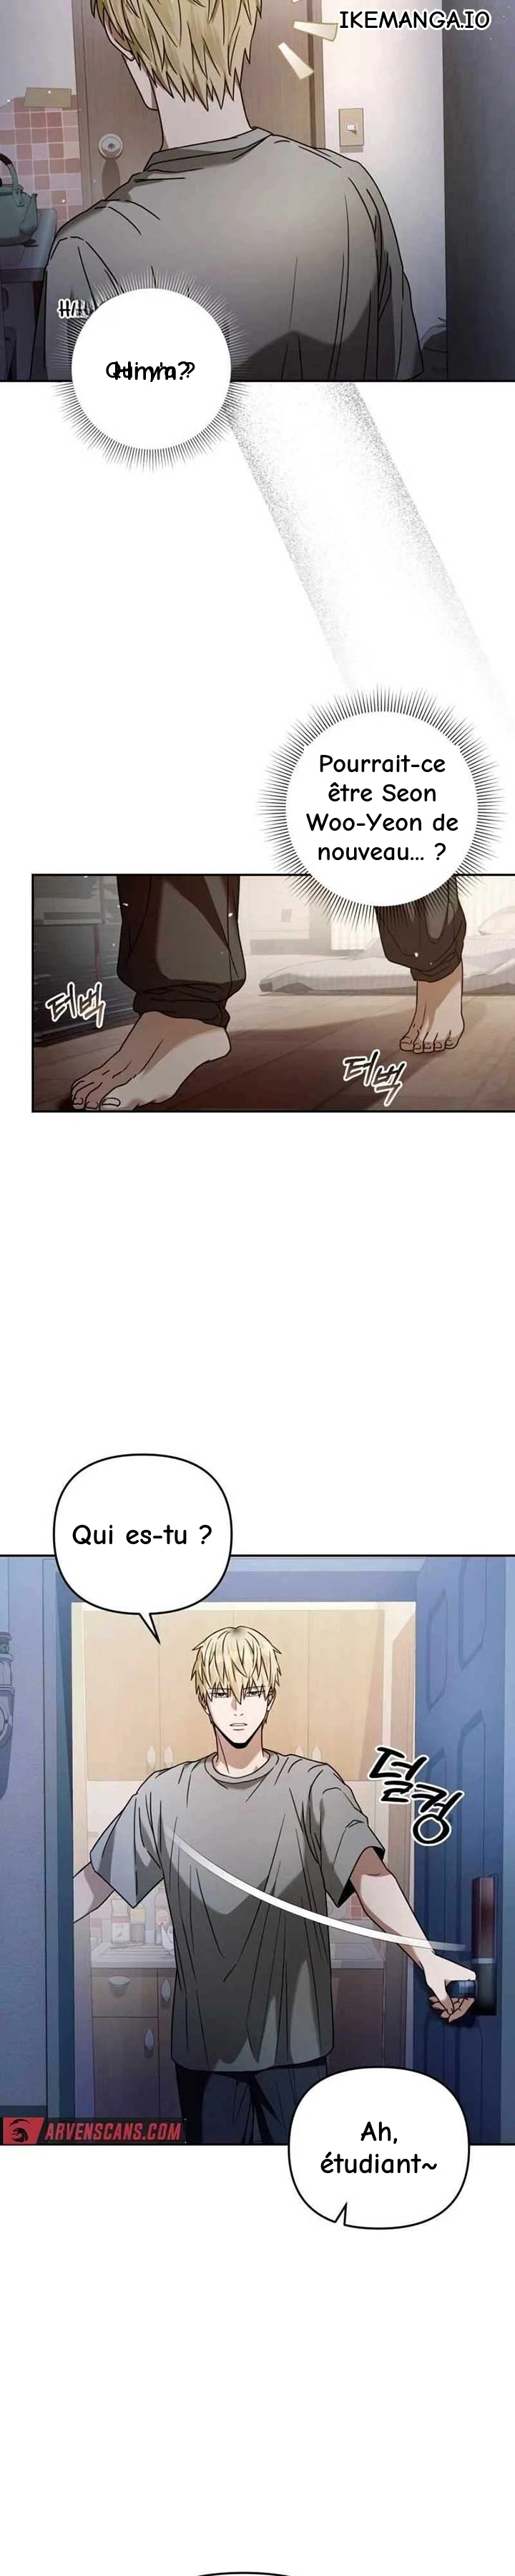 IKEMANGA.IO
Hmm?
Pourrait-ce
être Seon
Woo-Yeon de
nouveau... ?
터벅
터벅
Qui es-tu ?
덜컹
ARVENSCANS.COM
Ah,
étudiant~